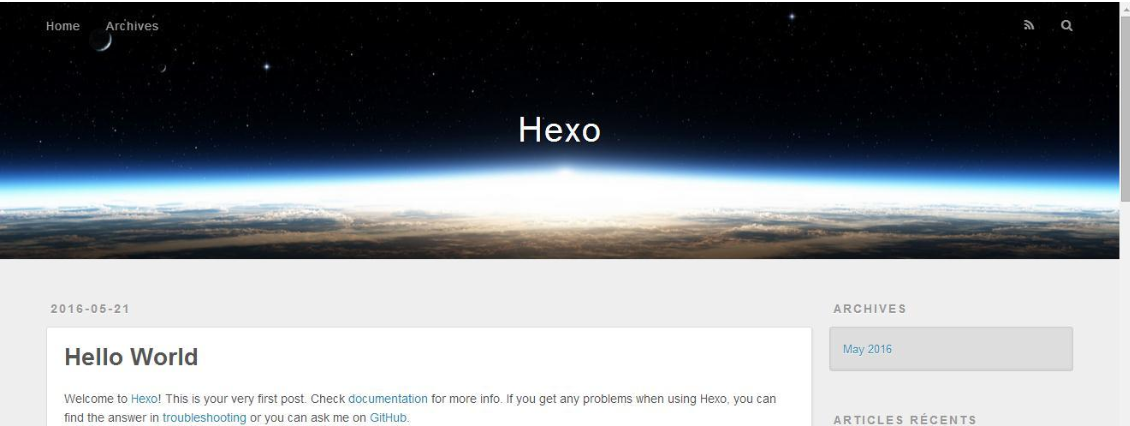 Home Archives
Hexo
2016-05-21
Hello World
Welcome to Hexo! This is your very first post. Check documentation for more info. If you get any problems when using Hexo, you can
find the answer in troubleshooting or you can ask me on GitHub.
ARCHIVES
May 2016
ARTICLES RÉCENTS